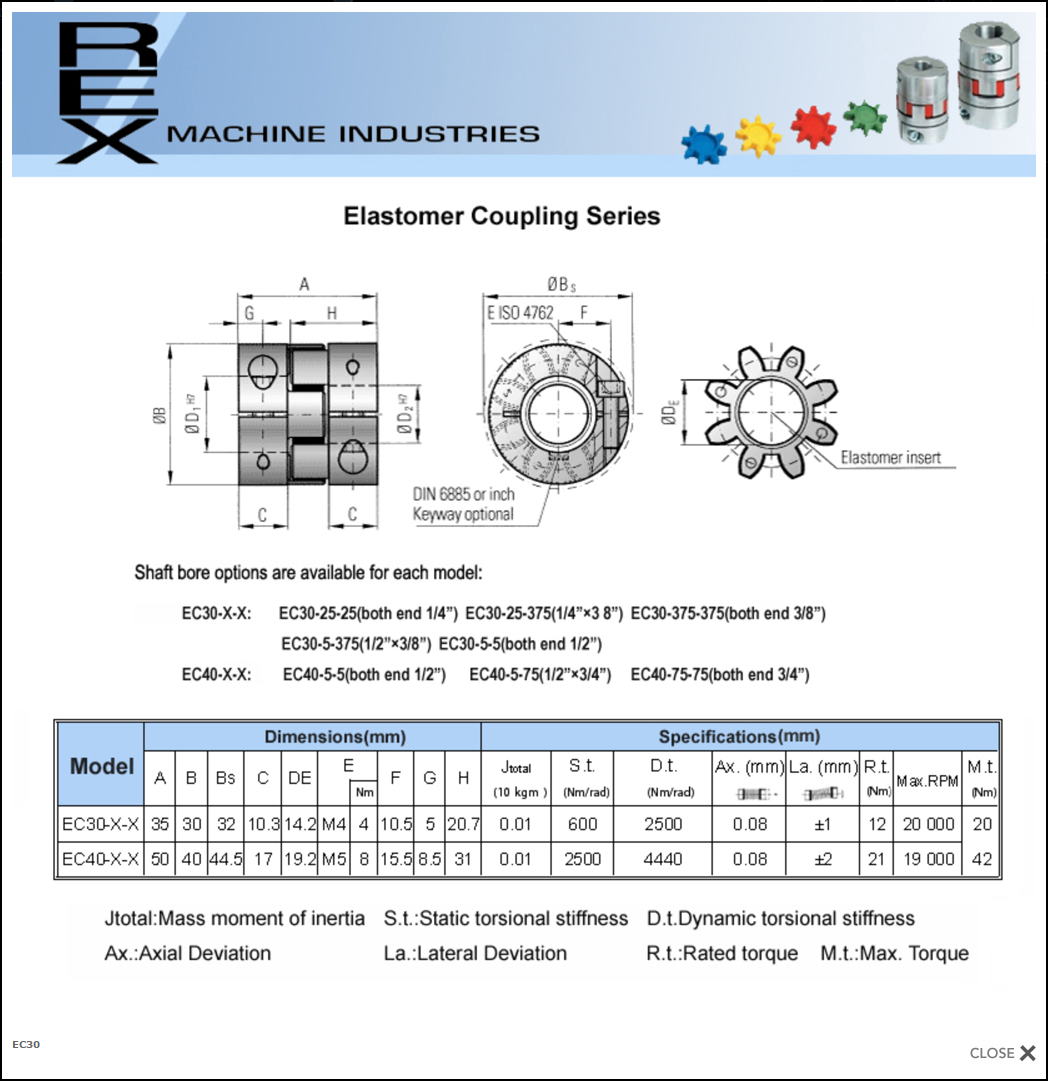 REX
MACHINE INDUSTRIES
Elastomer Coupling Series
A
G
H
ØB
ØD1 H7
ØD2 H7
C
C
ØBS
E ISO 4762
F
DIN 6885 or inch
Keyway optional
ØDE
Elastomer insert
Shaft bore options are available for each model:
EC30-X-X: EC30-25-25(both end 1/4”) EC30-25-375(1/4”×3 8”) EC30-375-375(both end 3/8”)
EC30-5-375(1/2”×3/8”) EC30-5-5(both end 1/2”)
EC40-X-X: EC40-5-5(both end 1/2”) EC40-5-75(1/2”×3/4”) EC40-75-75(both end 3/4”)
Model Dimensions(mm) Specifications(mm)
A B Bs C DE E Nm F G H Jtotal (10 kgm ) S.t. (Nm/rad) D.t. (Nm/rad) Ax. (mm) La. (mm) R.t. (Nm) Max.RPM M.t. (Nm)
EC30-X-X 35 30 32 10.3 14.2 M4 4 10.5 5 20.7 0.01 600 2500 0.08 ±1 12 20 000 20
EC40-X-X 50 40 44.5 17 19.2 M5 8 15.5 8.5 31 0.01 2500 4440 0.08 ±2 21 19 000 42
Jtotal:Mass moment of inertia S.t.:Static torsional stiffness D.t.Dynamic torsional stiffness
Ax.:Axial Deviation La.:Lateral Deviation R.t.:Rated torque M.t.:Max. Torque
EC30
CLOSE